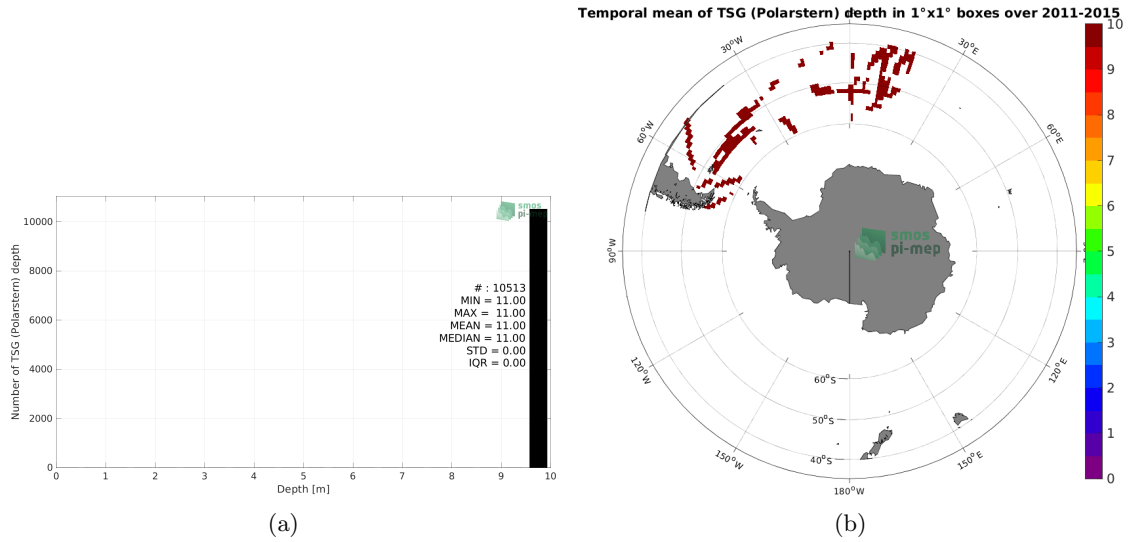 Number of TSG (Polarstern) depth
10000
8000
6000
4000
2000
0
smos
pi-mep
# : 10513
MIN = 11.00
MAX = 11.00
MEAN = 11.00
MEDIAN = 11.00
STD = 0.00
IQR = 0.00
0 1 2 3 4 5 6 7 8 9 10
Depth [m]
(a)
Temporal mean of TSG (Polarstern) depth in 1°x1° boxes over 2011-2015
30°W
30°E
60°W
60°E
90°W
smos
pi-mep
120°W
120°E
60°S
50°S
40°S
150°W
150°E
180°W
10
9
8
7
6
5
4
3
2
1
0
(b)